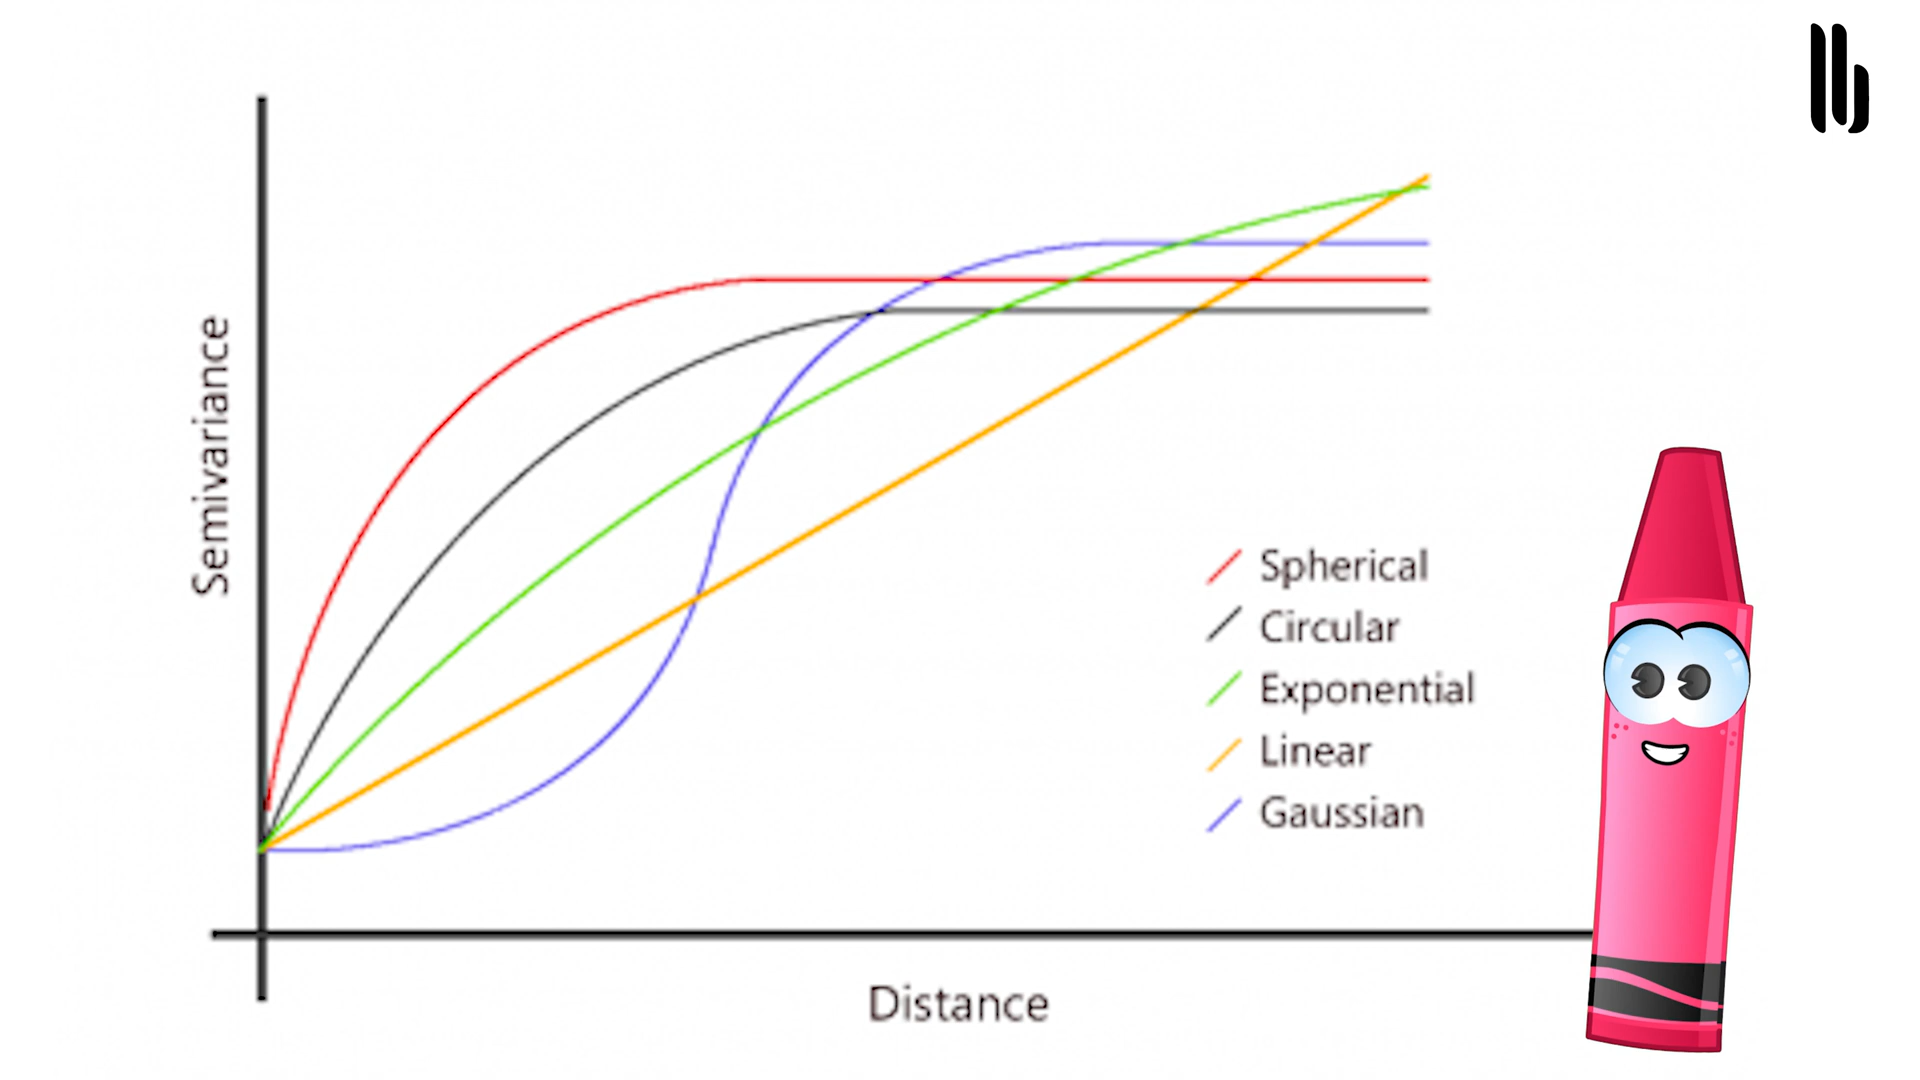 Semivariance
Spherical
Circular
Exponential
Linear
Gaussian
Distance